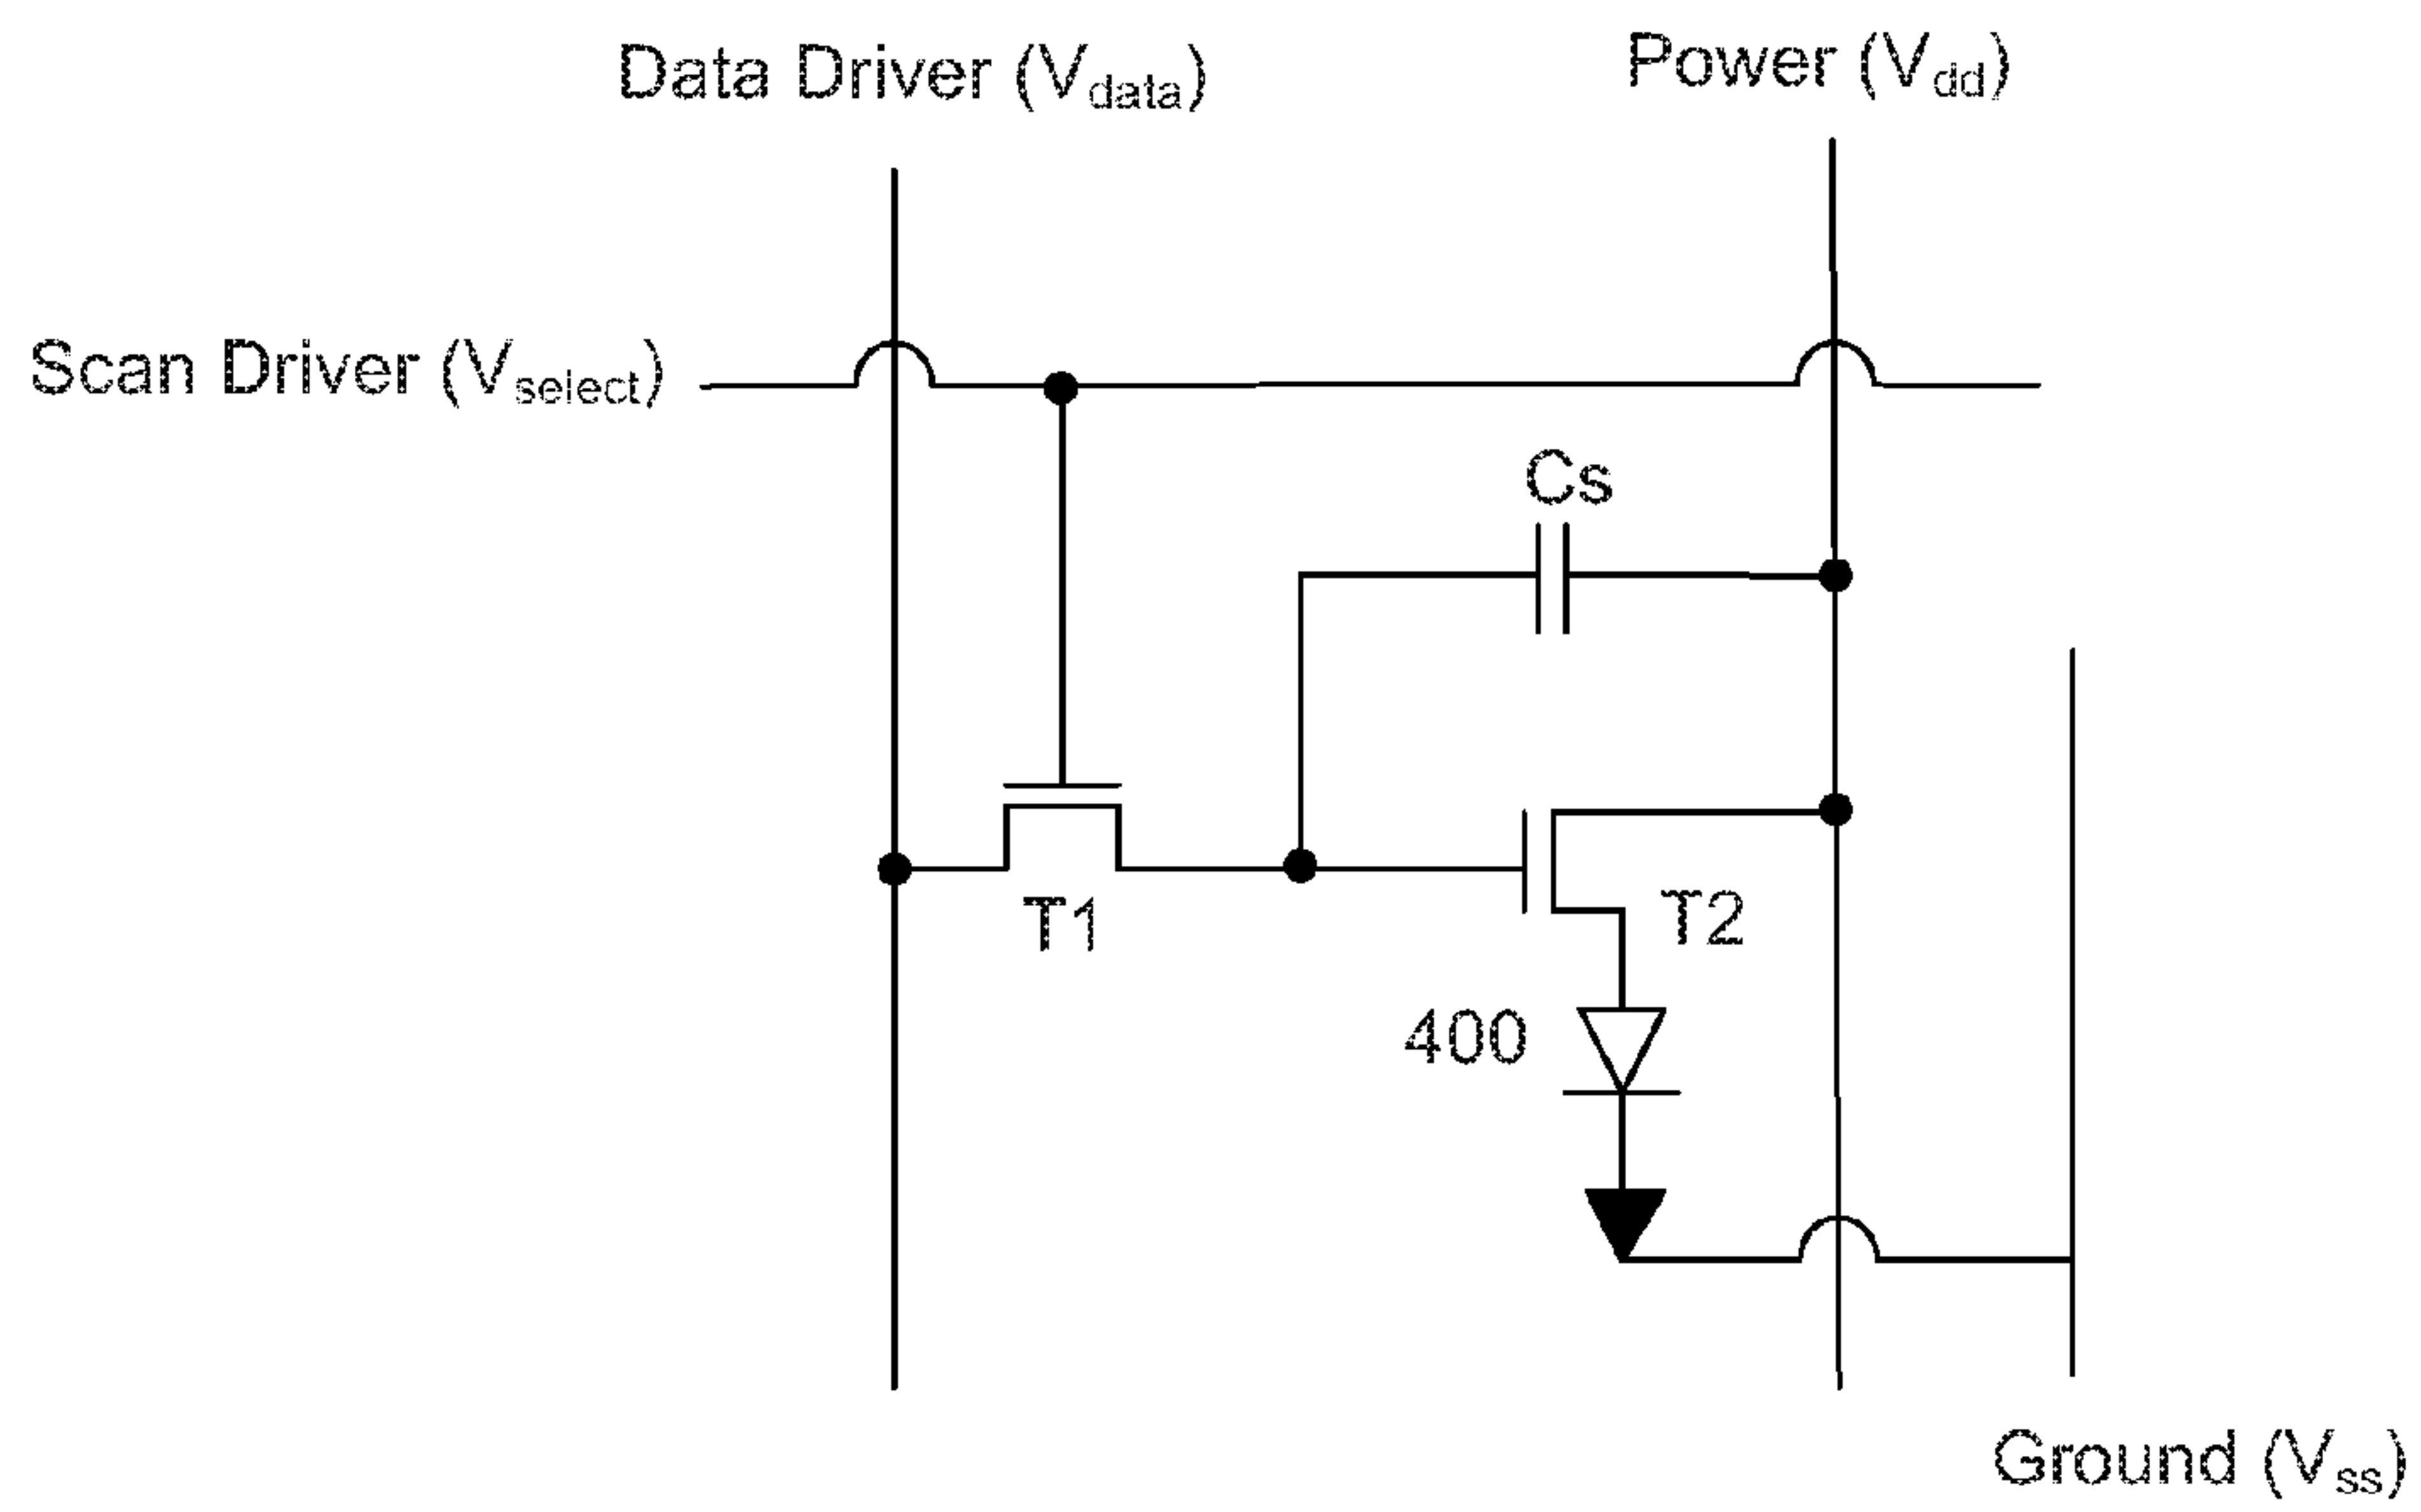 Data Driver (Vdata)
Power (Vdd)
Scan Driver (Vselect)
Cs
T1
T2
400
Ground (Vss)